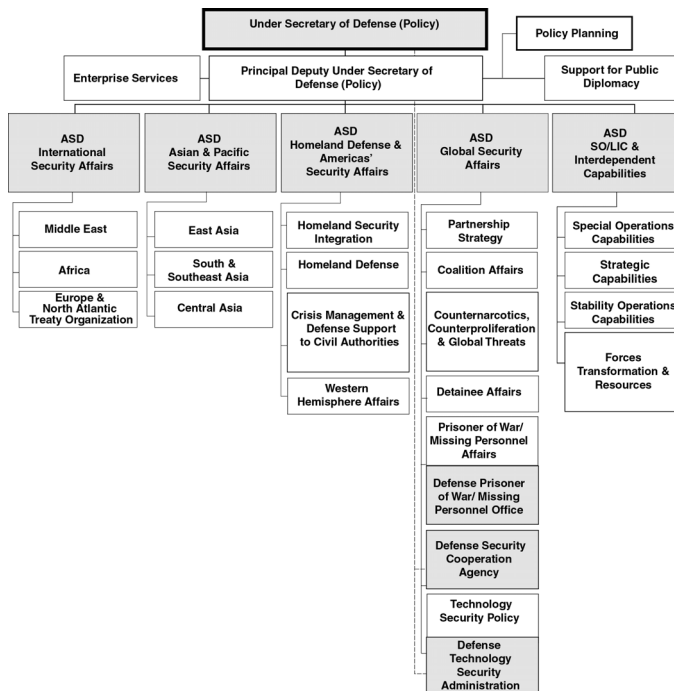 Under Secretary of Defense (Policy)
Policy Planning
Enterprise Services
Principal Deputy Under Secretary of
Defense (Policy)
Support for Public
Diplomacy
ASD
International
Security Affairs
ASD
Asian & Pacific
Security Affairs
ASD
Homeland Defense &
Americas’
Security Affairs
ASD
Global Security
Affairs
ASD
SO/LIC &
Interdependent
Capabilities
Middle East
Africa
Europe &
North Atlantic
Treaty Organization
East Asia
South &
Southeast Asia
Central Asia
Homeland Security
Integration
Homeland Defense
Crisis Management &
Defense Support
to Civil Authorities
Western
Hemisphere Affairs
Partnership
Strategy
Coalition Affairs
Counternarcotics,
Counterproliferation
& Global Threats
Detainee Affairs
Prisoner of War/
Missing Personnel
Affairs
Defense Prisoner
of War/ Missing
Personnel Office
Defense Security
Cooperation
Agency
Technology
Security Policy
Defense
Technology
Security
Administration
Special Operations
Capabilities
Strategic
Capabilities
Stability Operations
Capabilities
Forces
Transformation &
Resources